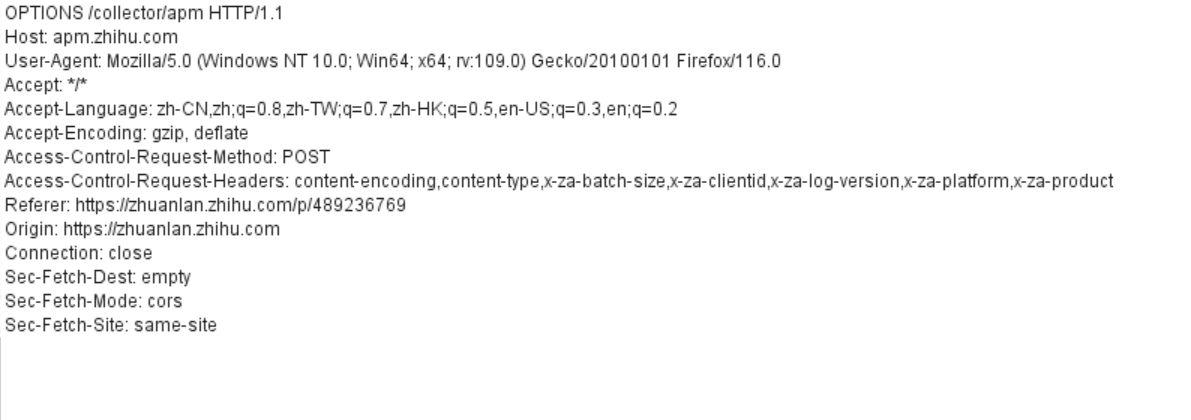 OPTIONS /collector/apm HTTP/1.1
Host: apm.zhihu.com
User-Agent: Mozilla/5.0 (Windows NT 10.0; Win64; x64; rv:109.0) Gecko/20100101 Firefox/116.0
Accept: */*
Accept-Language: zh-CN,zh;q=0.8,zh-TW;q=0.7,zh-HK;q=0.5,en-US;q=0.3,en;q=0.2
Accept-Encoding: gzip, deflate
Access-Control-Request-Method: POST
Access-Control-Request-Headers: content-encoding,content-type,x-za-batch-size,x-za-clientid,x-za-log-version,x-za-platform,x-za-product
Referer: https://zhuanlan.zhihu.com/p/489236769
Origin: https://zhuanlan.zhihu.com
Connection: close
Sec-Fetch-Dest: empty
Sec-Fetch-Mode: cors
Sec-Fetch-Site: same-site